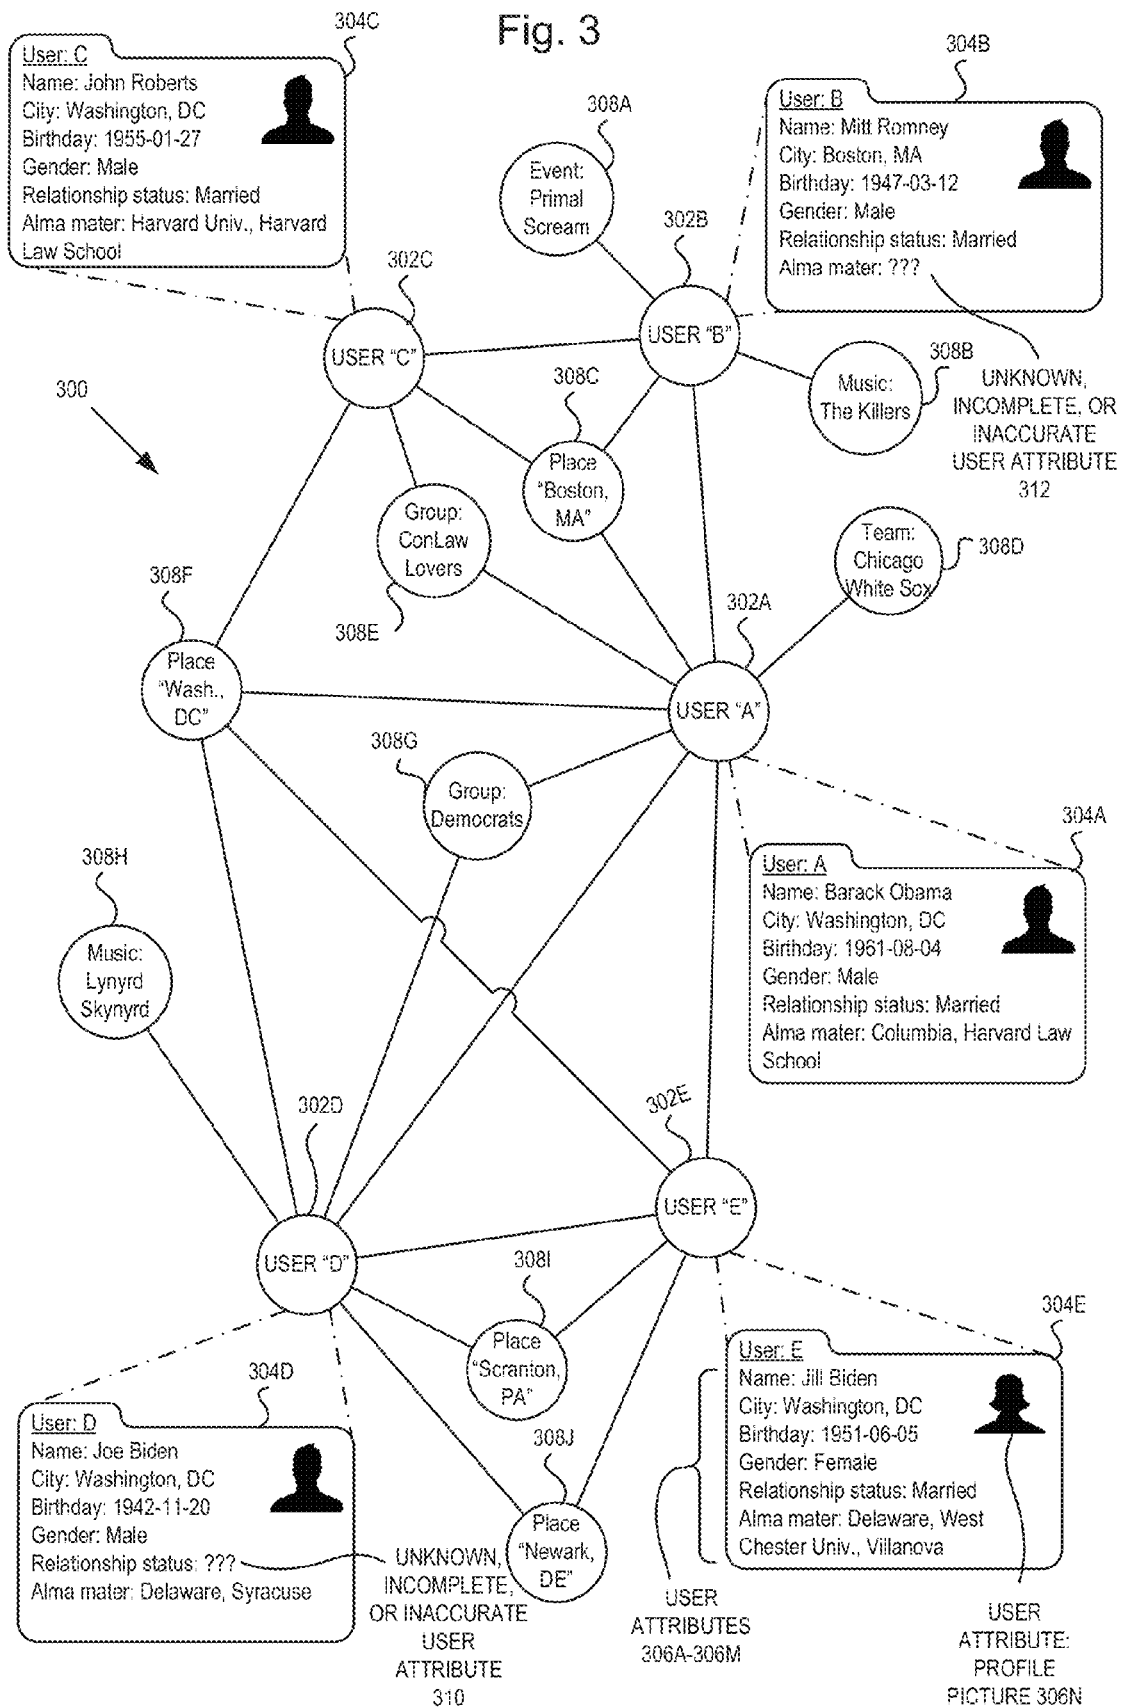 Fig. 3
304C
User: C
Name: John Roberts
City: Washington, DC
Birthday: 1955-01-27
Gender: Male
Relationship status: Married
Alma mater: Harvard Univ., Harvard
Law School
304B
User: B
Name: Mitt Romney
City: Boston, MA
Birthday: 1947-03-12
Gender: Male
Relationship status: Married
Alma mater: ???
308A
Event:
Primal
Scream
302B
302C
USER "C"
USER "B"
308B
Music:
The Killers
UNKNOWN,
INCOMPLETE, OR
INACCURATE
USER ATTRIBUTE
312
300
308C
Place
"Boston,
MA"
Group:
ConLaw
Lovers
308E
Team:
Chicago
White Sox
308D
308F
Place
"Wash.,
DC"
302A
USER "A"
308G
Group:
Democrats
304A
User: A
Name: Barack Obama
City: Washington, DC
Birthday: 1961-08-04
Gender: Male
Relationship status: Married
Alma mater: Columbia, Harvard Law
School
308H
Music:
Lynyrd
Skynyrd
302D
USER "D"
302E
USER "E"
308I
Place
"Scranton,
PA"
308J
Place
"Newark,
DE"
304E
User: E
Name: Jill Biden
City: Washington, DC
Birthday: 1951-06-05
Gender: Female
Relationship status: Married
Alma mater: Delaware, West
Chester Univ., Villanova
304D
User: D
Name: Joe Biden
City: Washington, DC
Birthday: 1942-11-20
Gender: Male
Relationship status: ???
Alma mater: Delaware, Syracuse
UNKNOWN,
INCOMPLETE,
OR INACCURATE
USER
ATTRIBUTE
310
USER
ATTRIBUTES
306A-306M
USER
ATTRIBUTE:
PROFILE
PICTURE 306N